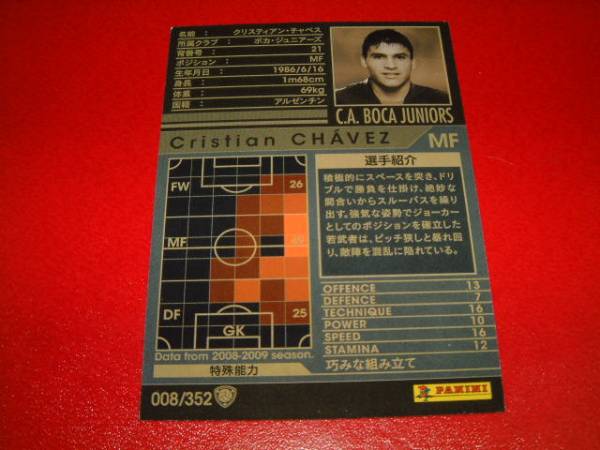 名前 : クリスティアン・チャベス
所属クラブ : ボカ・ジュニアーズ
背番号 : 21
ポジション : MF
生年月日 : 1986/6/16
身長 : 1m68cm
体重 : 69kg
国籍 : アルゼンチン
C.A. BOCA JUNIORS
Cristian CHÁVEZ MF
選手紹介
積極的にスペースを突き、ドリ
ブルで勝負を仕掛け、絶妙な
間合いからスルーパスを繰り
出す。強気な姿勢でジョーカー
としてのポジションを確立した
若武者は、ピッチ狭しと暴れ回
り、敵陣を混乱に陥れている。
FW 26
MF 49
DF 25
GK
Data from 2008-2009 season.
OFFENCE 13
DEFENCE 7
TECHNIQUE 16
POWER 10
SPEED 16
STAMINA 12
特殊能力
巧みな組み立て
008/352
PANINI